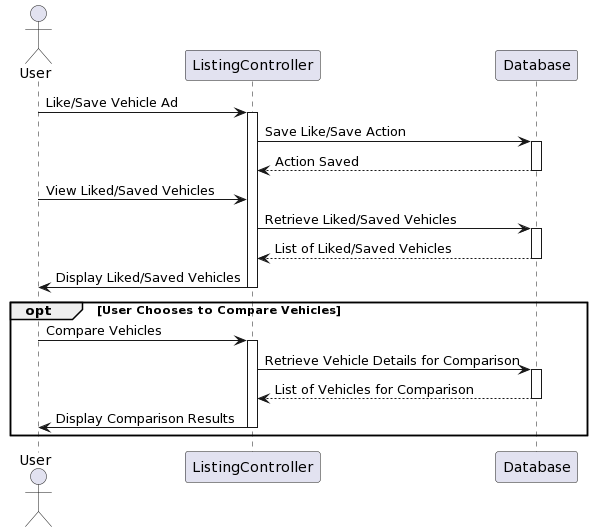 User
ListingController
Database
Like/Save Vehicle Ad
Save Like/Save Action
Action Saved
View Liked/Saved Vehicles
Retrieve Liked/Saved Vehicles
List of Liked/Saved Vehicles
Display Liked/Saved Vehicles
opt [User Chooses to Compare Vehicles]
Compare Vehicles
Retrieve Vehicle Details for Comparison
List of Vehicles for Comparison
Display Comparison Results
User
ListingController
Database